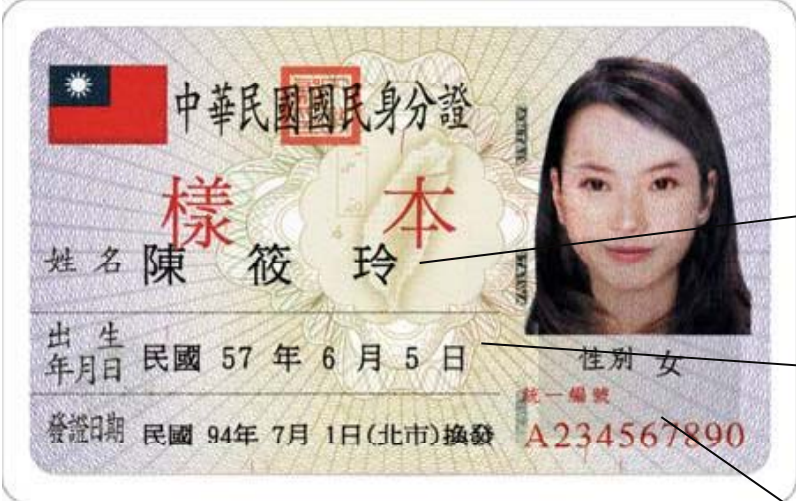 中華民國國民身分證
樣本
姓名 陳筱玲
出生年月日 民國 57 年 6 月 5 日
性別 女
統一編號
發證日期 民國 94年 7月 1日(北市)換發
A234567890